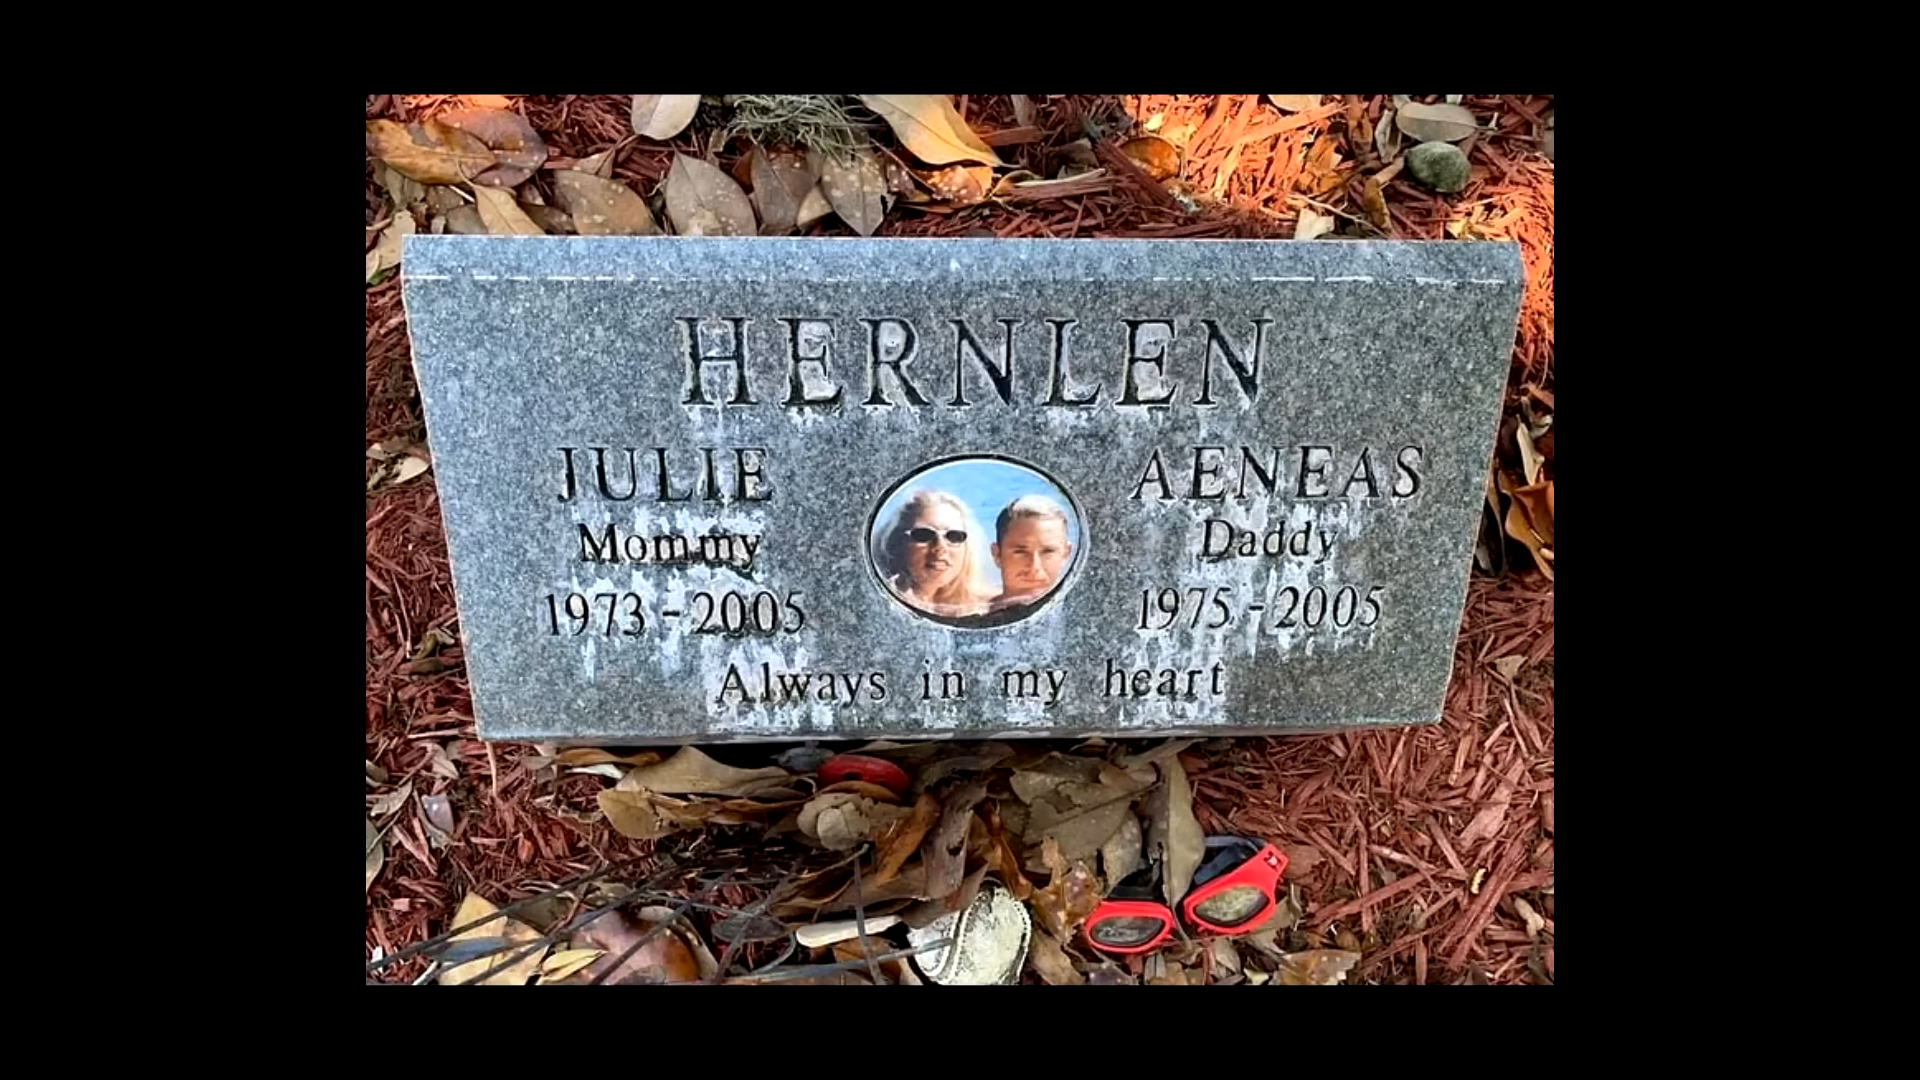 HERNLEN
JULIE
Mommy
1973-2005
AENEAS
Daddy
1975-2005
Always in my heart